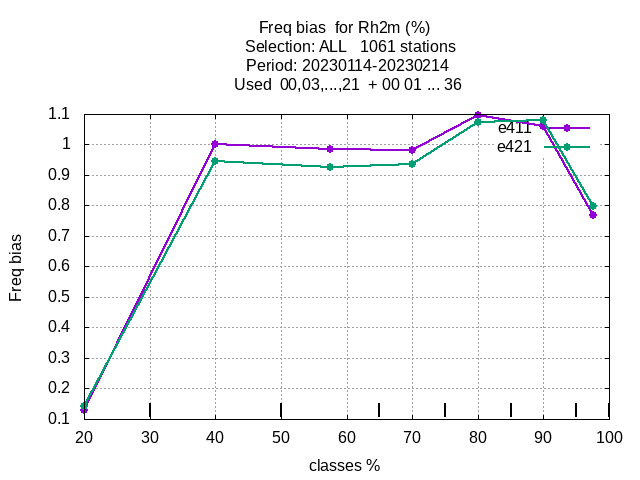 Freq bias  for Rh2m (%)
Selection: ALL   1061 stations
Period: 20230114-20230214
Used  00,03,...,21  + 00 01 ... 36
1.1
1
0.9
0.8
0.7
0.6
0.5
0.4
0.3
0.2
0.1
Freq bias
e411
e421
20 30 40 50 60 70 80 90 100
classes %